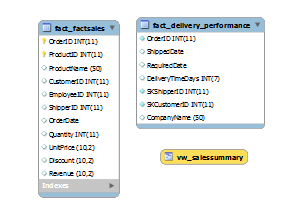 fact_factsales
OrderID INT(11)
ProductID INT(11)
ProductName (50)
CustomerID INT(11)
EmployeeID INT(11)
ShipperID INT(11)
OrderDate
Quantity INT(11)
UnitPrice (10,2)
Discount (10,2)
Revenue (10,2)
Indexes
fact_delivery_performance
OrderID INT(11)
ShippedDate
RequiredDate
DeliveryTimeDays INT(7)
SKShipperID INT(11)
SKCustomerID INT(11)
CompanyName (50)
vw_salessummary